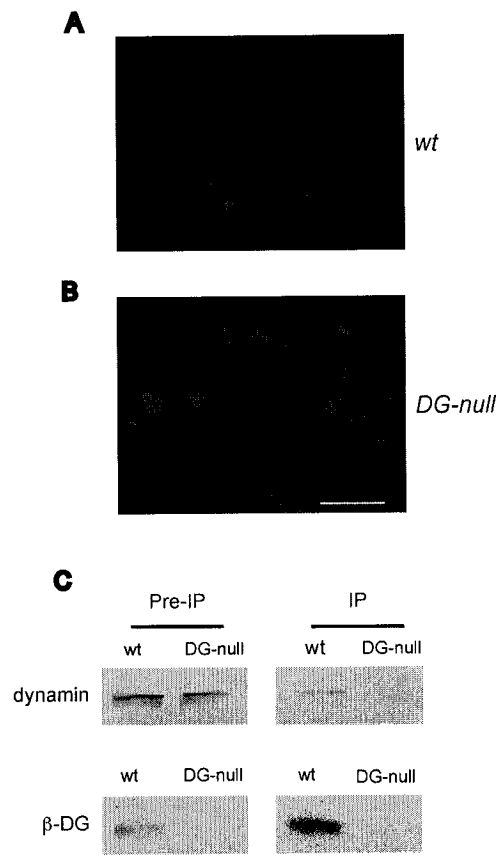 A
wt
B
DG-null
C
Pre-IP IP
wt DG-null wt DG-null
dynamin
wt DG-null wt DG-null
β-DG